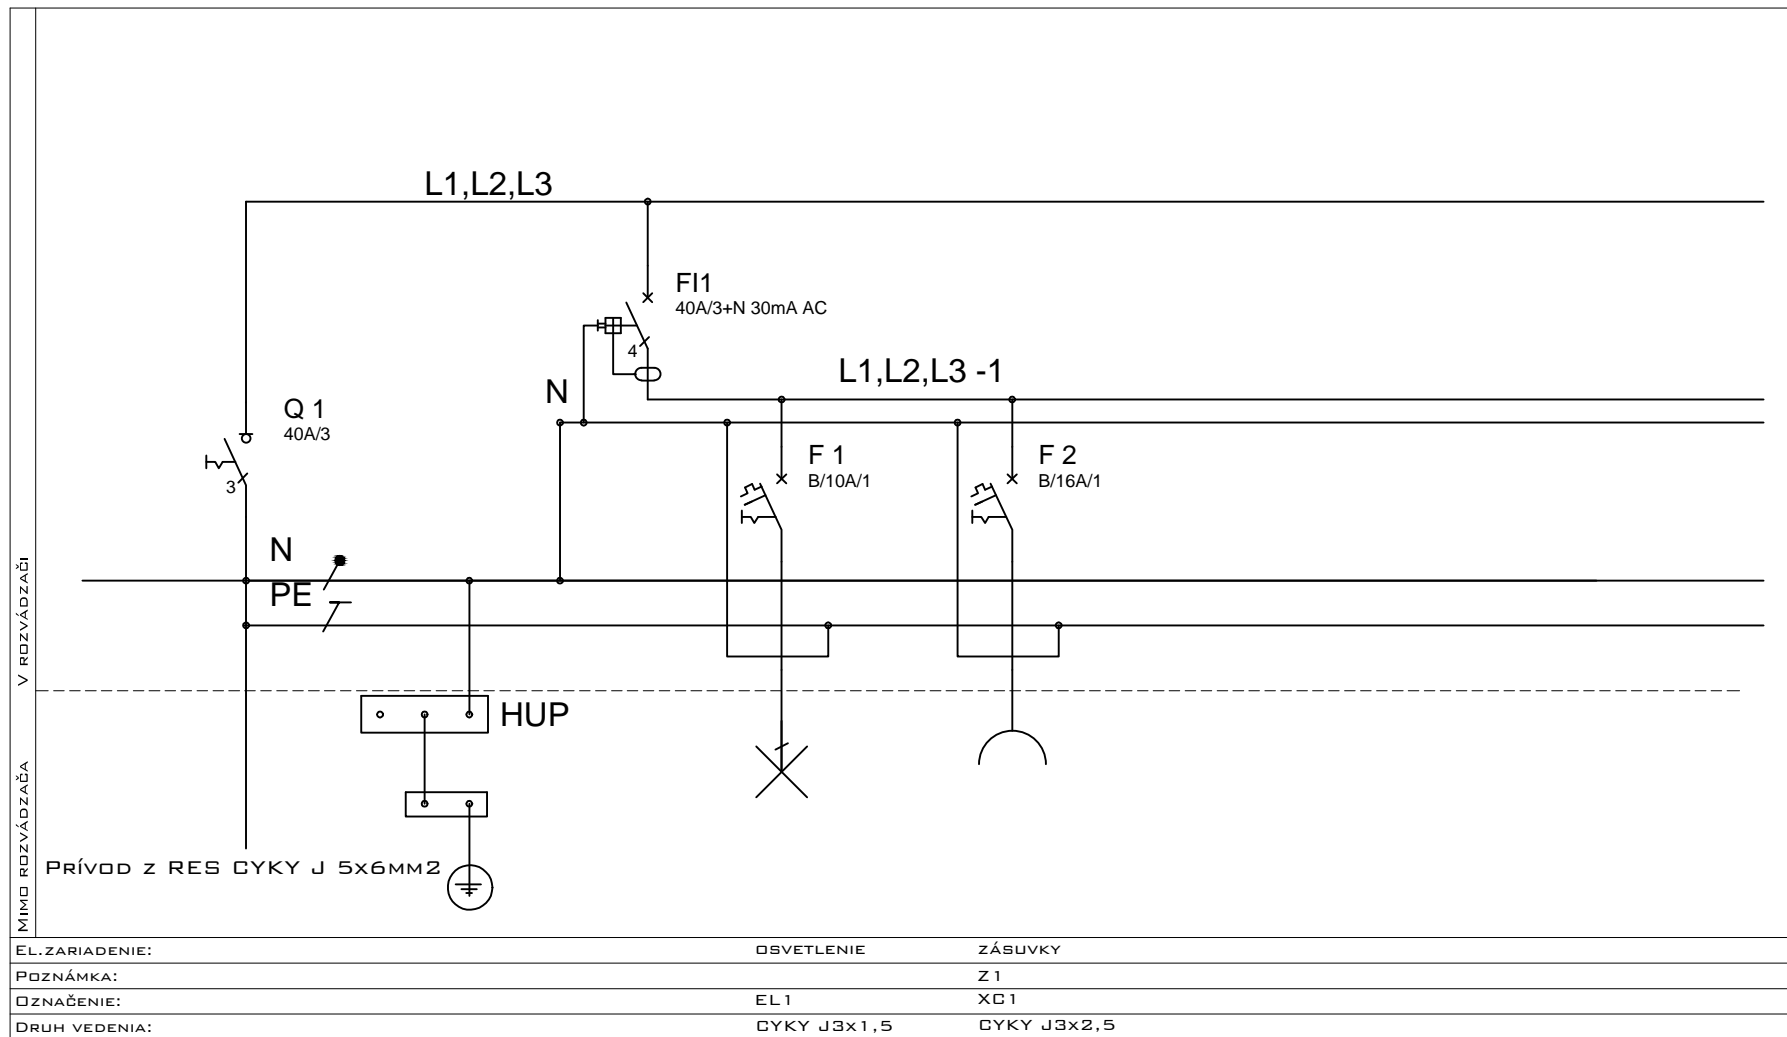 L1,L2,L3
FI1
40A/3+N 30mA AC
4
L1,L2,L3 -1
N
Q 1
40A/3
3
F 1
B/10A/1
F 2
B/16A/1
N
PE
V ROZVÁDZAČI
HUP
MIMO ROZVÁDZAČA
PRÍVOD Z RES CYKY J 5X6MM2
EL.ZARIADENIE: OSVETLENIE ZÁSUVKY
POZNÁMKA: Z1
OZNAČENIE: EL1 XC1
DRUH VEDENIA: CYKY J3X1,5 CYKY J3X2,5